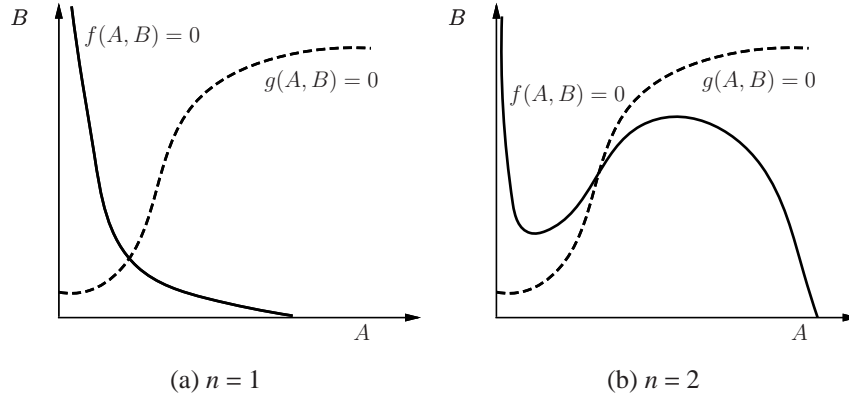 B
f(A, B) = 0
g(A, B) = 0
A
(a) n = 1
B
f(A, B) = 0
g(A, B) = 0
A
(b) n = 2